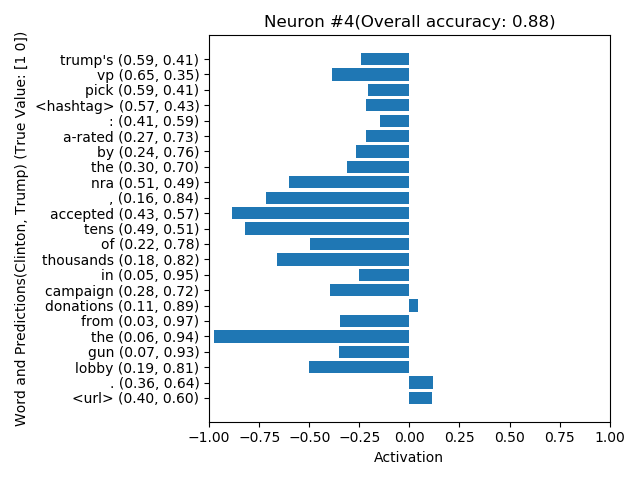 Neuron #4(Overall accuracy: 0.88)
Word and Predictions(Clinton, Trump) (True Value: [1 0])
trump's (0.59, 0.41)
vp (0.65, 0.35)
pick (0.59, 0.41)
<hashtag> (0.57, 0.43)
: (0.41, 0.59)
a-rated (0.27, 0.73)
by (0.24, 0.76)
the (0.30, 0.70)
nra (0.51, 0.49)
, (0.16, 0.84)
accepted (0.43, 0.57)
tens (0.49, 0.51)
of (0.22, 0.78)
thousands (0.18, 0.82)
in (0.05, 0.95)
campaign (0.28, 0.72)
donations (0.11, 0.89)
from (0.03, 0.97)
the (0.06, 0.94)
gun (0.07, 0.93)
lobby (0.19, 0.81)
. (0.36, 0.64)
<url> (0.40, 0.60)
−1.00 −0.75 −0.50 −0.25 0.00 0.25 0.50 0.75 1.00
Activation